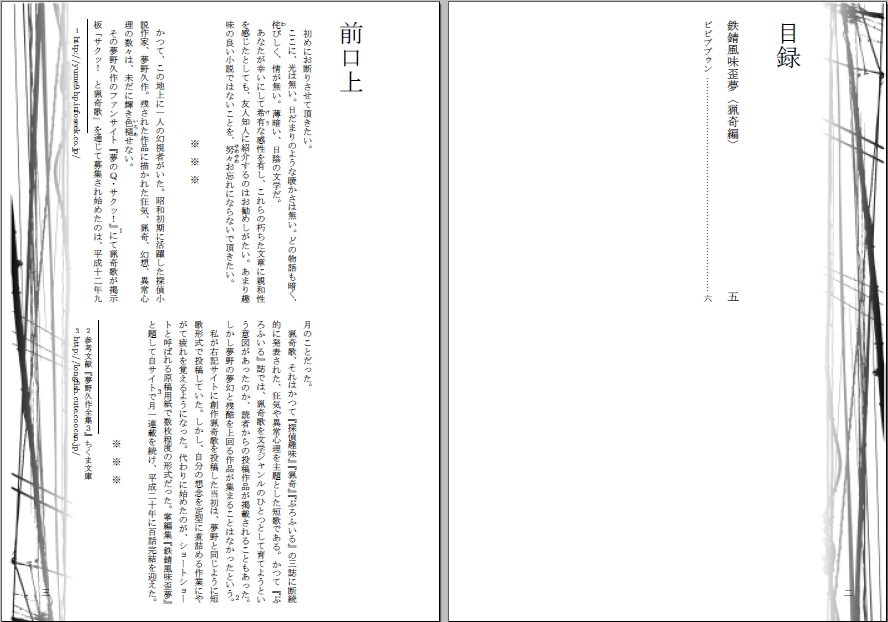 目録
鉄錆風味歪夢〈猟奇編〉 五
ビビブブゥン 六
二
前口上
初めにお断りさせて頂きたい。
ここに、光は無い。日だまりのような暖かさは無い。どの物語も暗く、
侘びしく、情が無い。薄暗い、日陰の文学だ。
あなたが幸いにして希有な感性を有し、これらの朽ちた文章に親和性
を感じたとしても、友人知人に紹介するのはお勧めしがたい。あまり趣
味の良い小説ではないことを、努々お忘れにならないで頂きたい。
※ ※ ※
かつて、この地上に一人の幻視者がいた。昭和初期に活躍した探偵小
説作家、夢野久作。残された作品に描かれた狂気、猟奇、幻想、異常心
理の数々は、未だに輝き色褪せない。
その夢野久作のファンサイト『夢のQ・サクッ！』1にて猟奇歌が掲示
板「サクッ！と猟奇歌」を通じて募集され始めたのは、平成十二年九
1 http://yumeq.hp.infoseek.co.jp/
月のことだった。
猟奇歌、それはかつて『探偵趣味』『猟奇』『ぷろふいる』の三誌に断続
的に発表された、狂気や異常心理を主題とした短歌である。かつて『ぷ
ろふいる』誌では、猟奇歌を文学ジャンルのひとつとして育てようとい
う意図があったのか、読者からの投稿作品が掲載されることもあった。
しかし夢野の夢幻と残酷を上回る作品が集まることはなかったという。2
私が右記サイトに創作猟奇歌を投稿した当初は、夢野と同じように短
歌形式で投稿していた。しかし、自分の想念を定型に煮詰める作業にや
がて疲れを覚えるようになった。代わりに始めたのが、ショートショー
トと呼ばれる原稿用紙で数枚程度の形式だった。掌編集『鉄錆風味歪夢』3
と題して自サイトで月一連載を続け、平成二十年に百話完結を迎えた。
※ ※ ※
2 参考文献『夢野久作全集3』ちくま文庫
3 http://longfish.cute.coocan.jp/
三